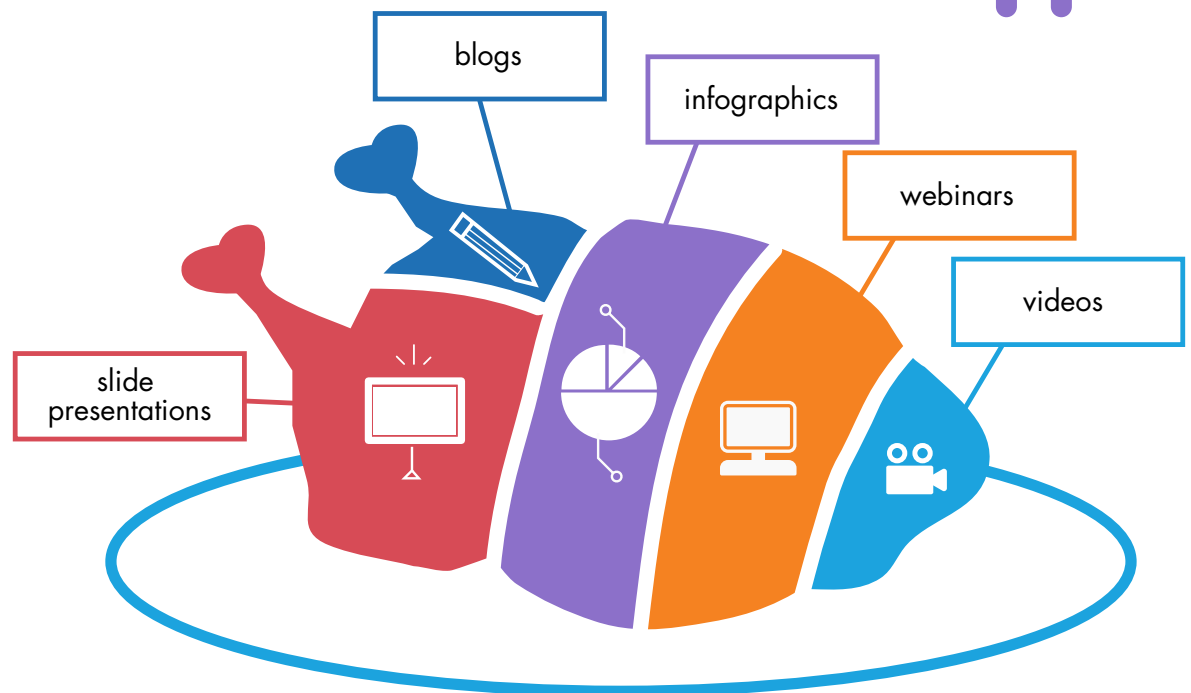 blogs
infographics
webinars
videos
slide
presentations